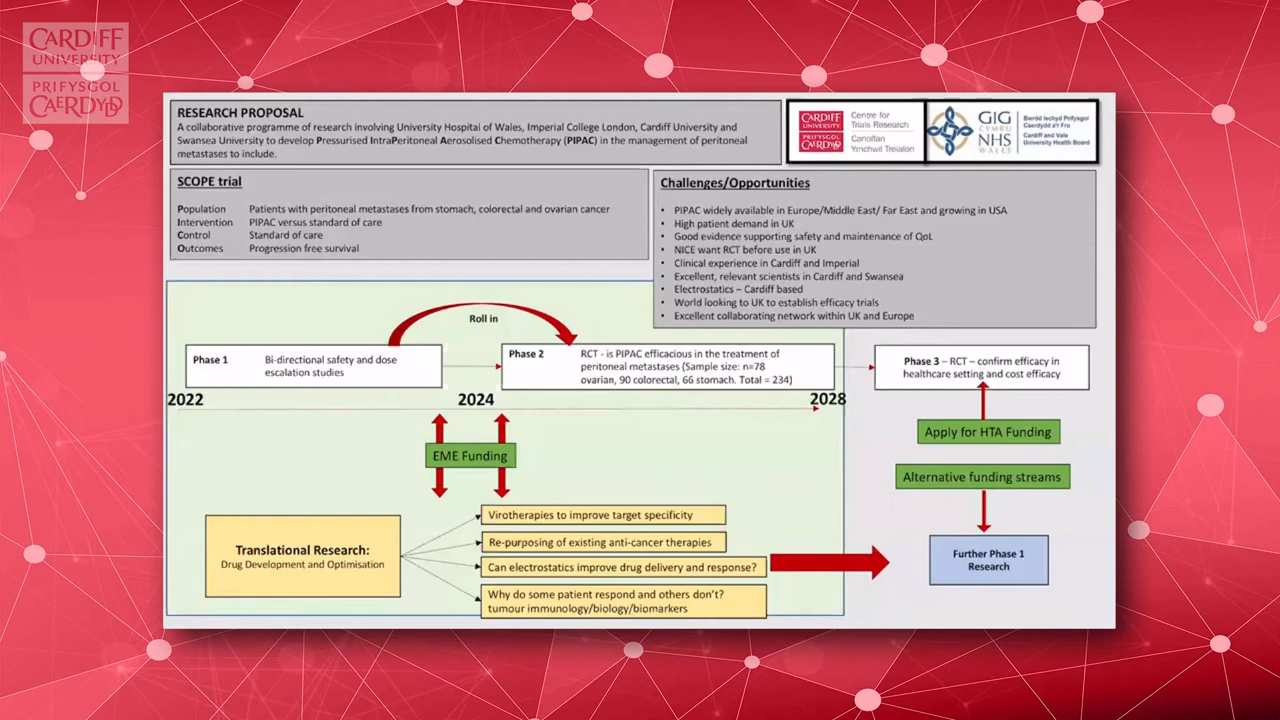 CARDIFF
UNIVERSITY
PRIFYSGOL
CAERDYDD
RESEARCH PROPOSAL
A collaborative programme of research involving University Hospital of Wales, Imperial College London, Cardiff University and
Swansea University to develop Pressurised IntraPeritoneal Aerosolised Chemotherapy (PIPAC) in the management of peritoneal
metastases to include.
CARDIFF
UNIVERSITY
PRIFYSGOL
CAERDYDD
Centre for
Trials Research
Canolfan
Ymchwil Treialon
GIG
CYMRU
NHS
WALES
Bwrdd Iechyd Prifysgol
Caerdydd a'r Fro
Cardiff and Vale
University Health Board
SCOPE trial
Population Patients with peritoneal metastases from stomach, colorectal and ovarian cancer
Intervention PIPAC versus standard of care
Control Standard of care
Outcomes Progression free survival
Challenges/Opportunities
• PIPAC widely available in Europe/Middle East/ Far East and growing in USA
• High patient demand in UK
• Good evidence supporting safety and maintenance of QoL
• NICE want RCT before use in UK
• Clinical experience in Cardiff and Imperial
• Excellent, relevant scientists in Cardiff and Swansea
• Electrostatics – Cardiff based
• World looking to UK to establish efficacy trials
• Excellent collaborating network within UK and Europe
Roll in
Phase 1 Bi-directional safety and dose
escalation studies
Phase 2 RCT - is PIPAC efficacious in the treatment of
peritoneal metastases (Sample size: n=78
ovarian, 90 colorectal, 66 stomach. Total = 234)
Phase 3 – RCT – confirm efficacy in
healthcare setting and cost efficacy
2022 2024 2028
EME Funding
Apply for HTA Funding
Alternative funding streams
Translational Research:
Drug Development and Optimisation
Virotherapies to improve target specificity
Re-purposing of existing anti-cancer therapies
Can electrostatics improve drug delivery and response?
Why do some patient respond and others don't?
tumour immunology/biology/biomarkers
Further Phase 1
Research